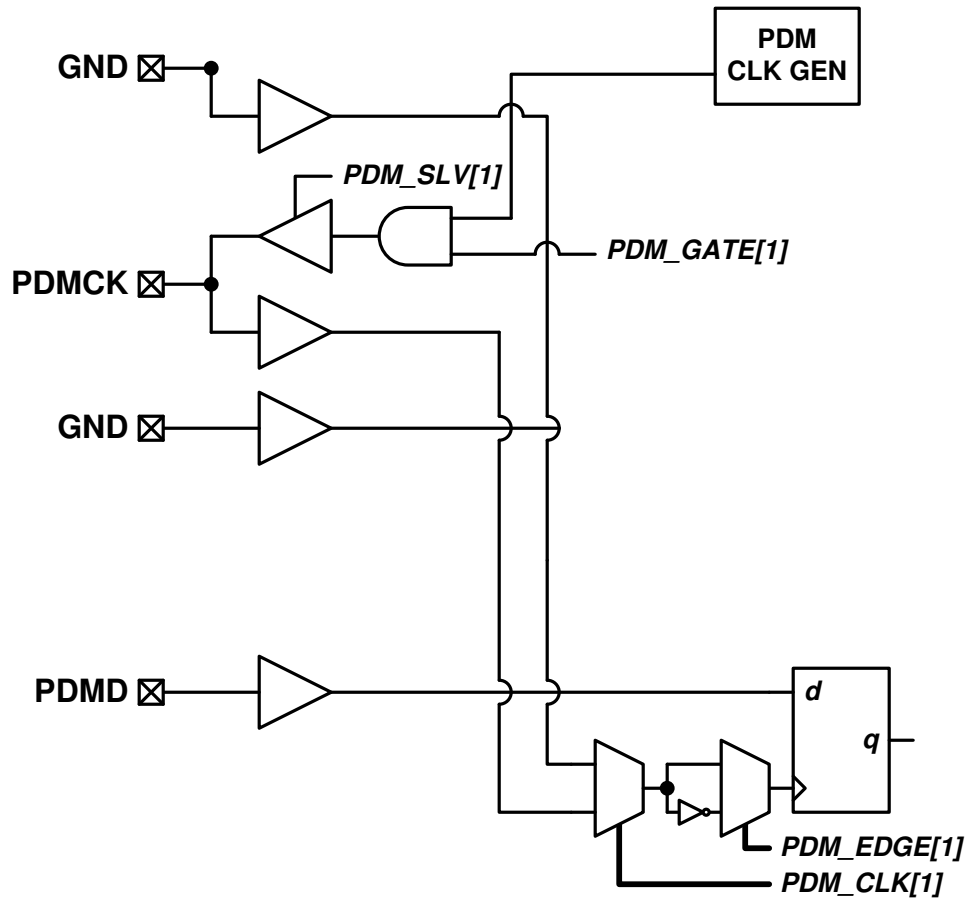 GND
PDM
CLK GEN
PDM_SLV[1]
PDM_GATE[1]
PDMCK
GND
PDMD
d
q
PDM_EDGE[1]
PDM_CLK[1]